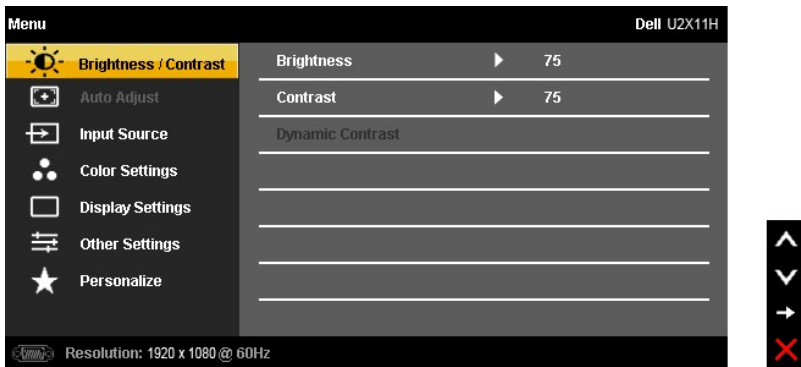 Menu Dell U2X11H
Brightness / Contrast Brightness 75
Auto Adjust Contrast 75
Input Source Dynamic Contrast
Color Settings
Display Settings
Other Settings
Personalize
Resolution: 1920 x 1080 @ 60Hz